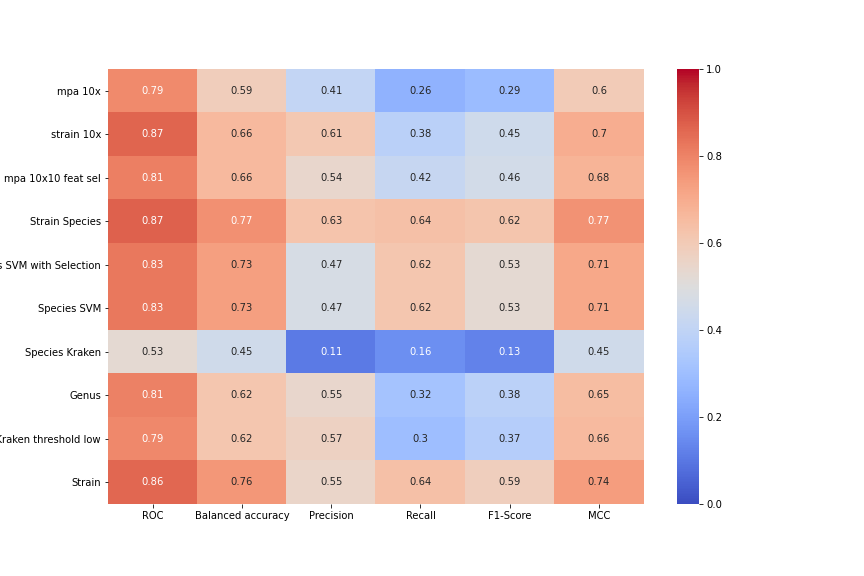 mpa 10x 0.79 0.59 0.41 0.26 0.29 0.6
strain 10x 0.87 0.66 0.61 0.38 0.45 0.7
mpa 10x10 feat sel 0.81 0.66 0.54 0.42 0.46 0.68
Strain Species 0.87 0.77 0.63 0.64 0.62 0.77
s SVM with Selection 0.83 0.73 0.47 0.62 0.53 0.71
Species SVM 0.83 0.73 0.47 0.62 0.53 0.71
Species Kraken 0.53 0.45 0.11 0.16 0.13 0.45
Genus 0.81 0.62 0.55 0.32 0.38 0.65
Kraken threshold low 0.79 0.62 0.57 0.3 0.37 0.66
Strain 0.86 0.76 0.55 0.64 0.59 0.74
ROC Balanced accuracy Precision Recall F1-Score MCC
1.0
0.8
0.6
0.4
0.2
0.0